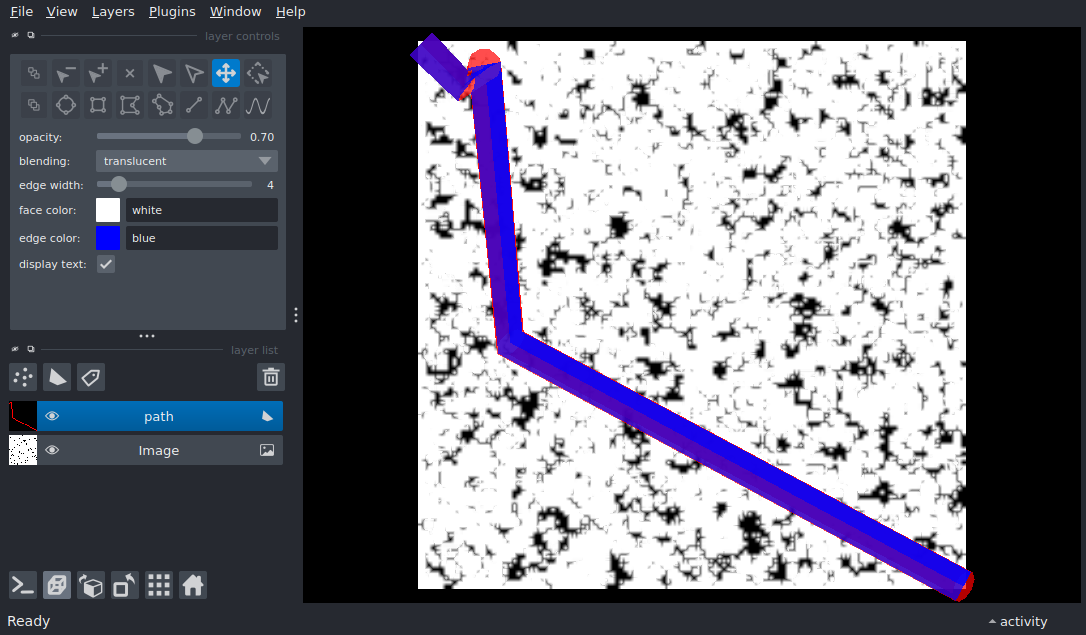 File View Layers Plugins Window Help
layer controls
opacity: 0.70
blending: translucent
edge width: 4
face color: white
edge color: blue
display text:
layer list
path
Image
Ready
activity